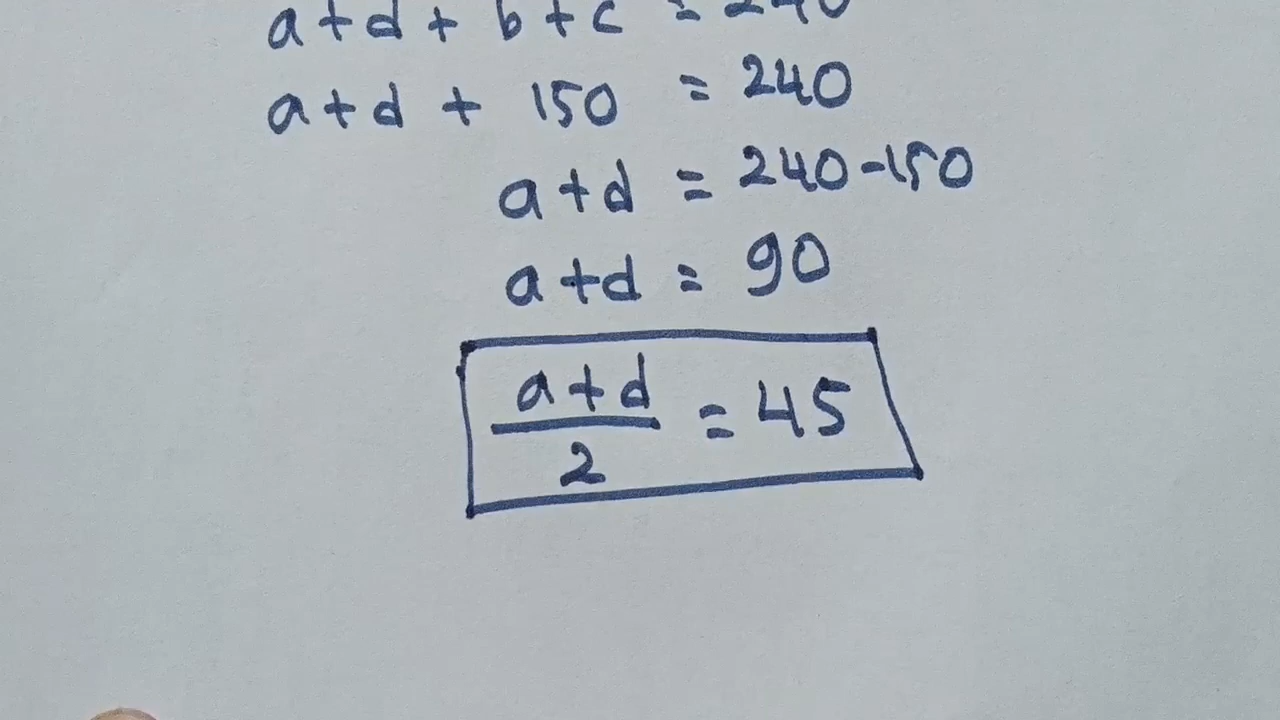 a+d+ b+c = 240
a+d + 150 = 240
a+d = 240-150
a+d = 90
a+d
2
= 45